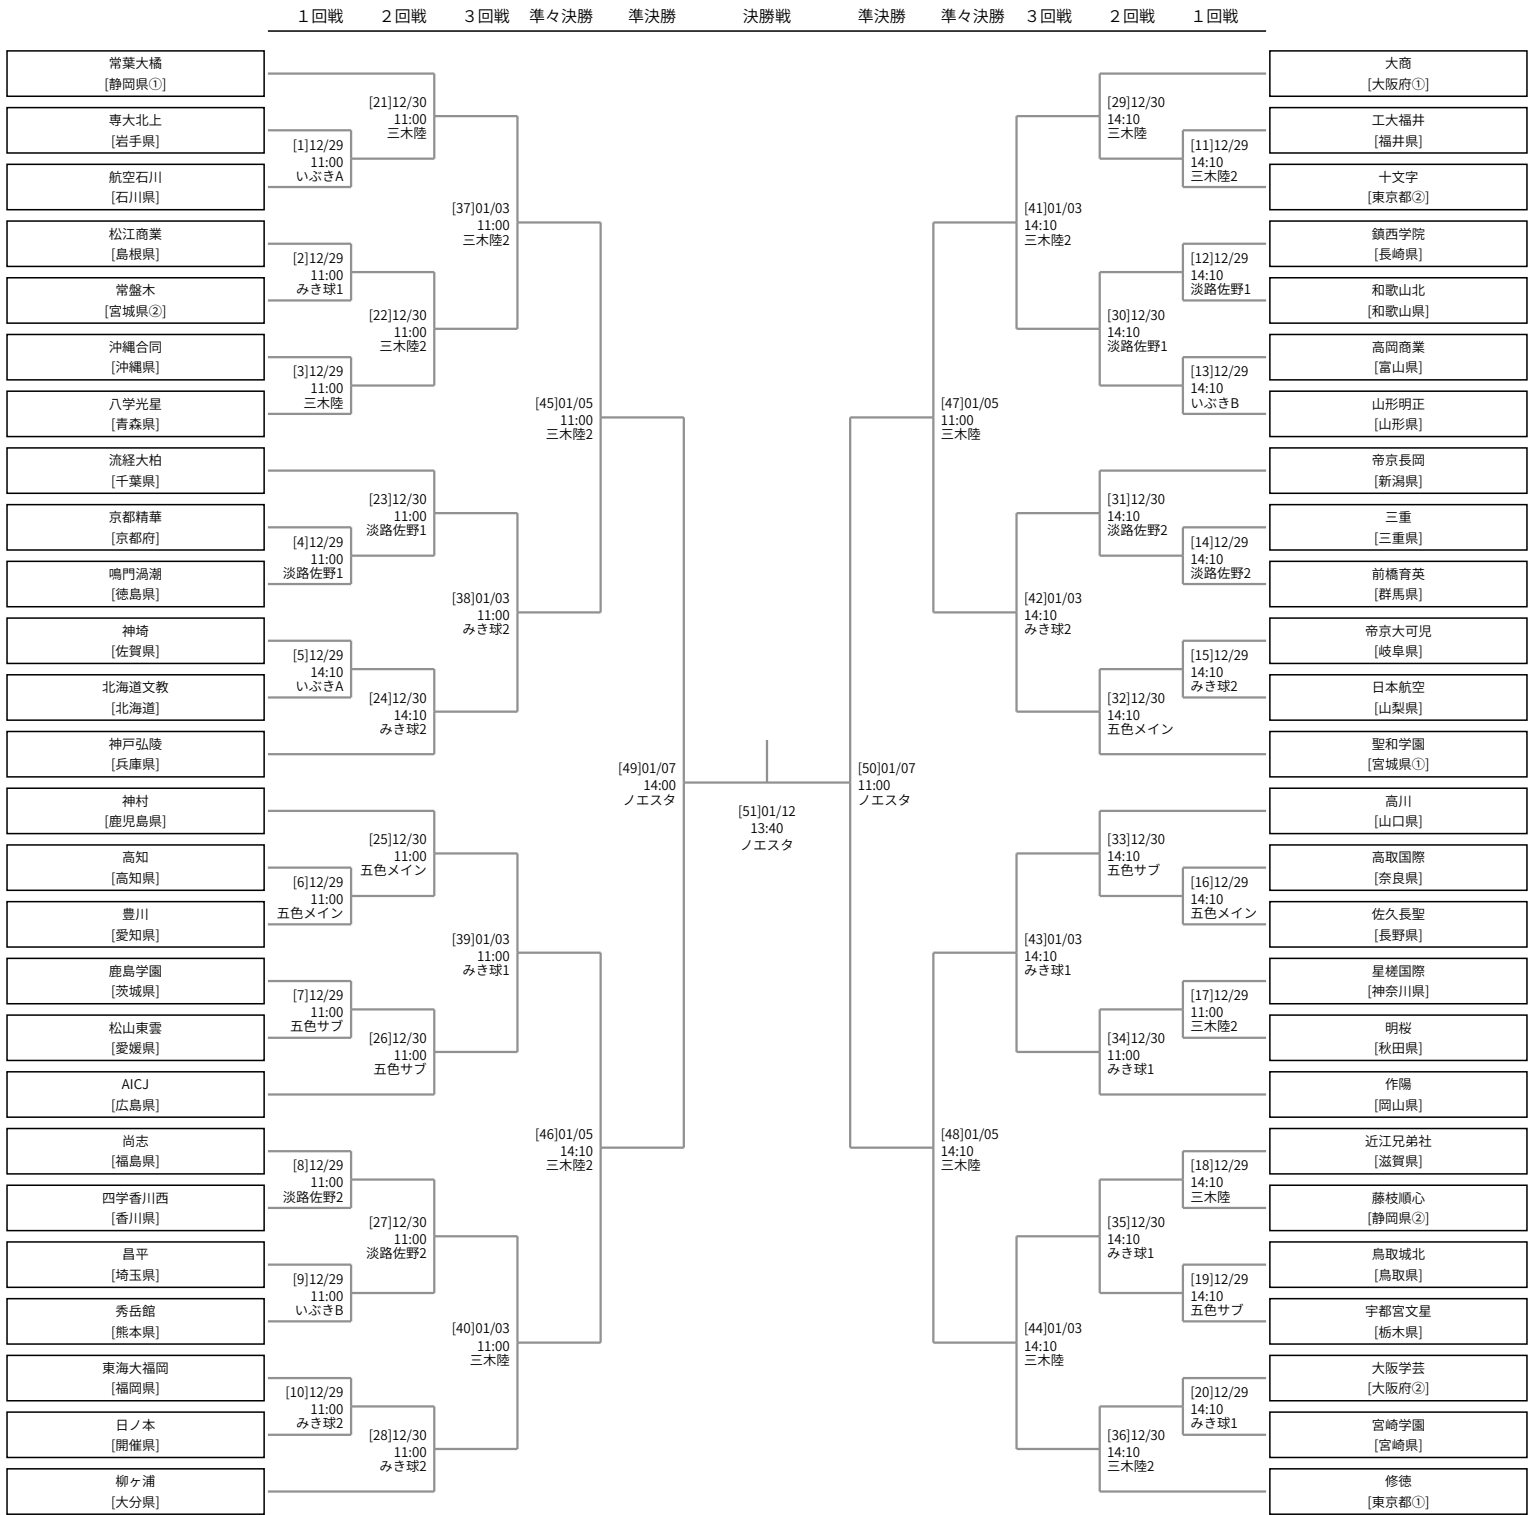 １回戦 ２回戦 ３回戦 準々決勝 準決勝 決勝戦 準決勝 準々決勝 ３回戦 ２回戦 １回戦
常葉大橘
[静岡県①]
専大北上
[岩手県]
航空石川
[石川県]
松江商業
[島根県]
常盤木
[宮城県②]
沖縄合同
[沖縄県]
八学光星
[青森県]
流経大柏
[千葉県]
京都精華
[京都府]
鳴門渦潮
[徳島県]
神埼
[佐賀県]
北海道文教
[北海道]
神戸弘陵
[兵庫県]
神村
[鹿児島県]
高知
[高知県]
豊川
[愛知県]
鹿島学園
[茨城県]
松山東雲
[愛媛県]
AICJ
[広島県]
尚志
[福島県]
四学香川西
[香川県]
昌平
[埼玉県]
秀岳館
[熊本県]
東海大福岡
[福岡県]
日ノ本
[開催県]
柳ヶ浦
[大分県]
[1]12/29
11:00
いぶきA
[2]12/29
11:00
みき球1
[3]12/29
11:00
三木陸
[4]12/29
11:00
淡路佐野1
[5]12/29
14:10
いぶきA
[6]12/29
11:00
五色メイン
[7]12/29
11:00
五色サブ
[8]12/29
11:00
淡路佐野2
[9]12/29
11:00
いぶきB
[10]12/29
11:00
みき球2
[21]12/30
11:00
三木陸
[22]12/30
11:00
三木陸2
[23]12/30
11:00
淡路佐野1
[24]12/30
14:10
みき球2
[25]12/30
11:00
五色メイン
[26]12/30
11:00
五色サブ
[27]12/30
11:00
淡路佐野2
[28]12/30
11:00
みき球2
[37]01/03
11:00
三木陸2
[38]01/03
11:00
みき球2
[39]01/03
11:00
みき球1
[40]01/03
11:00
三木陸
[45]01/05
11:00
三木陸2
[46]01/05
14:10
三木陸2
[49]01/07
14:00
ノエスタ
[51]01/12
13:40
ノエスタ
[50]01/07
11:00
ノエスタ
[47]01/05
11:00
三木陸
[48]01/05
14:10
三木陸
[41]01/03
14:10
三木陸2
[42]01/03
14:10
みき球2
[43]01/03
14:10
みき球1
[44]01/03
14:10
三木陸
[29]12/30
14:10
三木陸
[30]12/30
14:10
淡路佐野1
[31]12/30
14:10
淡路佐野2
[32]12/30
14:10
五色メイン
[33]12/30
14:10
五色サブ
[34]12/30
11:00
みき球1
[35]12/30
14:10
みき球1
[36]12/30
14:10
三木陸2
[11]12/29
14:10
三木陸2
[12]12/29
14:10
淡路佐野1
[13]12/29
14:10
いぶきB
[14]12/29
14:10
淡路佐野2
[15]12/29
14:10
みき球2
[16]12/29
14:10
五色メイン
[17]12/29
11:00
三木陸2
[18]12/29
14:10
三木陸
[19]12/29
14:10
五色サブ
[20]12/29
14:10
みき球1
大商
[大阪府①]
工大福井
[福井県]
十文字
[東京都②]
鎮西学院
[長崎県]
和歌山北
[和歌山県]
高岡商業
[富山県]
山形明正
[山形県]
帝京長岡
[新潟県]
三重
[三重県]
前橋育英
[群馬県]
帝京大可児
[岐阜県]
日本航空
[山梨県]
聖和学園
[宮城県①]
高川
[山口県]
高取国際
[奈良県]
佐久長聖
[長野県]
星槎国際
[神奈川県]
明桜
[秋田県]
作陽
[岡山県]
近江兄弟社
[滋賀県]
藤枝順心
[静岡県②]
鳥取城北
[鳥取県]
宇都宮文星
[栃木県]
大阪学芸
[大阪府②]
宮崎学園
[宮崎県]
修徳
[東京都①]